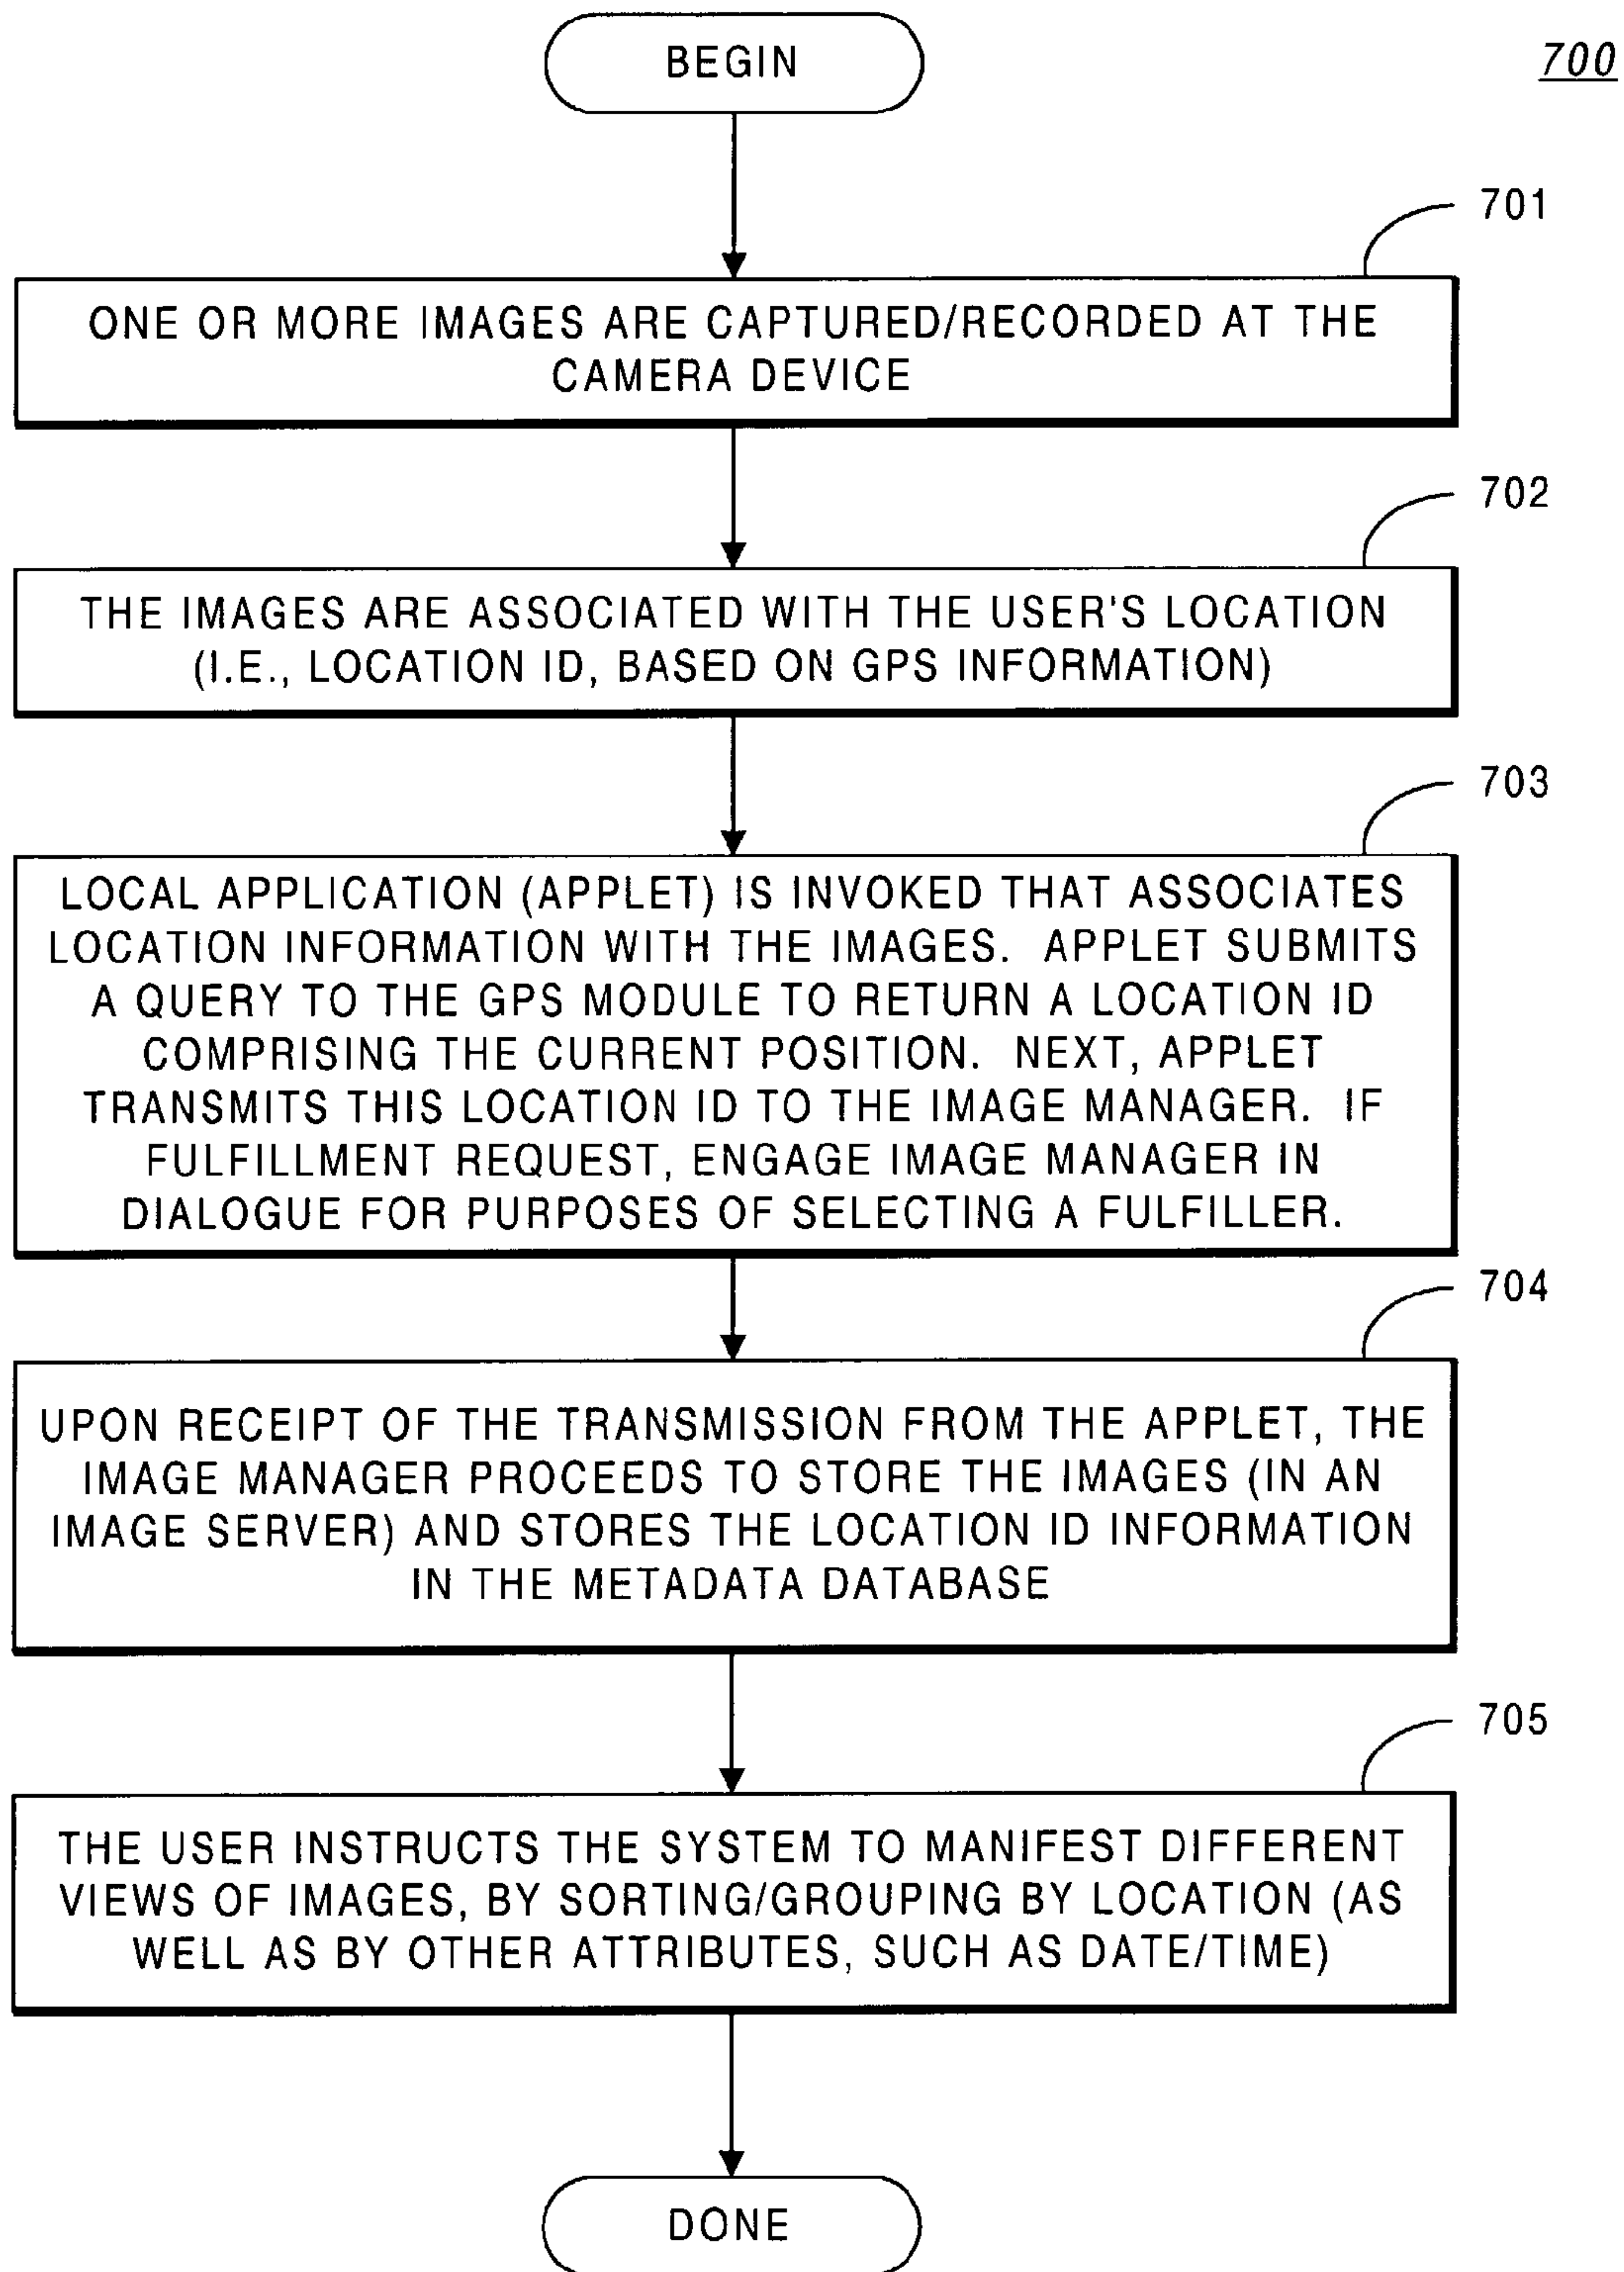 BEGIN
700
701
ONE OR MORE IMAGES ARE CAPTURED/RECORDED AT THE
CAMERA DEVICE
702
THE IMAGES ARE ASSOCIATED WITH THE USER'S LOCATION
(I.E., LOCATION ID, BASED ON GPS INFORMATION)
703
LOCAL APPLICATION (APPLET) IS INVOKED THAT ASSOCIATES
LOCATION INFORMATION WITH THE IMAGES. APPLET SUBMITS
A QUERY TO THE GPS MODULE TO RETURN A LOCATION ID
COMPRISING THE CURRENT POSITION. NEXT, APPLET
TRANSMITS THIS LOCATION ID TO THE IMAGE MANAGER. IF
FULFILLMENT REQUEST, ENGAGE IMAGE MANAGER IN
DIALOGUE FOR PURPOSES OF SELECTING A FULFILLER.
704
UPON RECEIPT OF THE TRANSMISSION FROM THE APPLET, THE
IMAGE MANAGER PROCEEDS TO STORE THE IMAGES (IN AN
IMAGE SERVER) AND STORES THE LOCATION ID INFORMATION
IN THE METADATA DATABASE
705
THE USER INSTRUCTS THE SYSTEM TO MANIFEST DIFFERENT
VIEWS OF IMAGES, BY SORTING/GROUPING BY LOCATION (AS
WELL AS BY OTHER ATTRIBUTES, SUCH AS DATE/TIME)
DONE